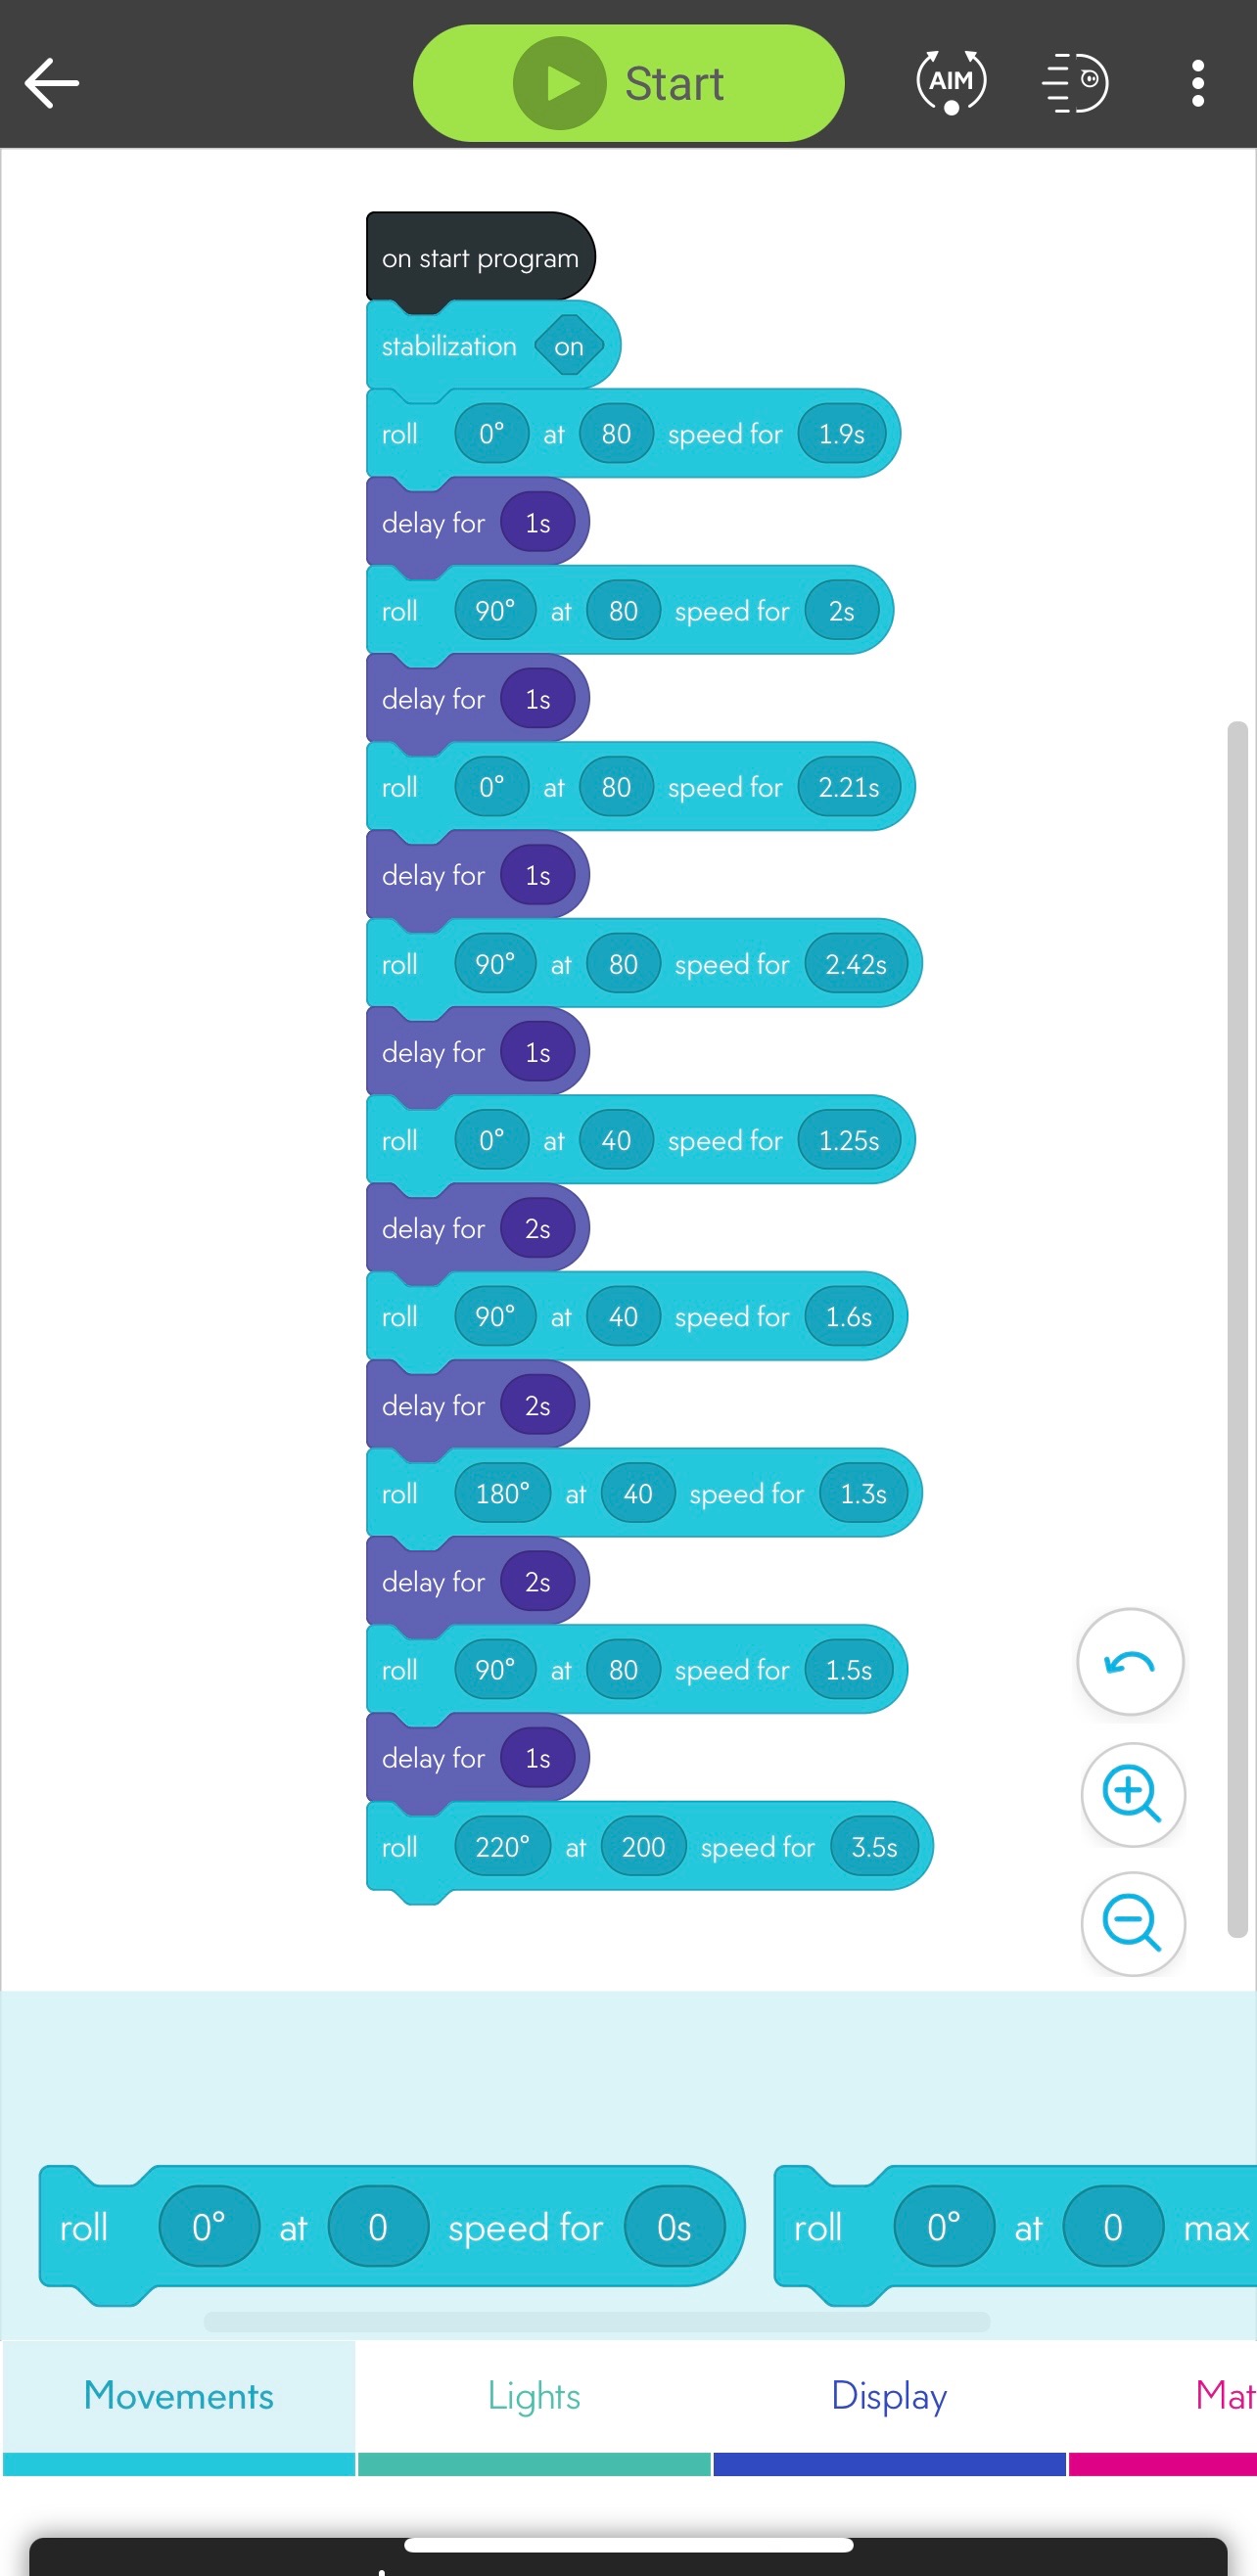 Start
AIM
on start program
stabilization on
roll 0° at 80 speed for 1.9s
delay for 1s
roll 90° at 80 speed for 2s
delay for 1s
roll 0° at 80 speed for 2.21s
delay for 1s
roll 90° at 80 speed for 2.42s
delay for 1s
roll 0° at 40 speed for 1.25s
delay for 2s
roll 90° at 40 speed for 1.6s
delay for 2s
roll 180° at 40 speed for 1.3s
delay for 2s
roll 90° at 80 speed for 1.5s
delay for 1s
roll 220° at 200 speed for 3.5s
roll 0° at 0 speed for 0s roll 0° at 0 max
Movements Lights Display Mat